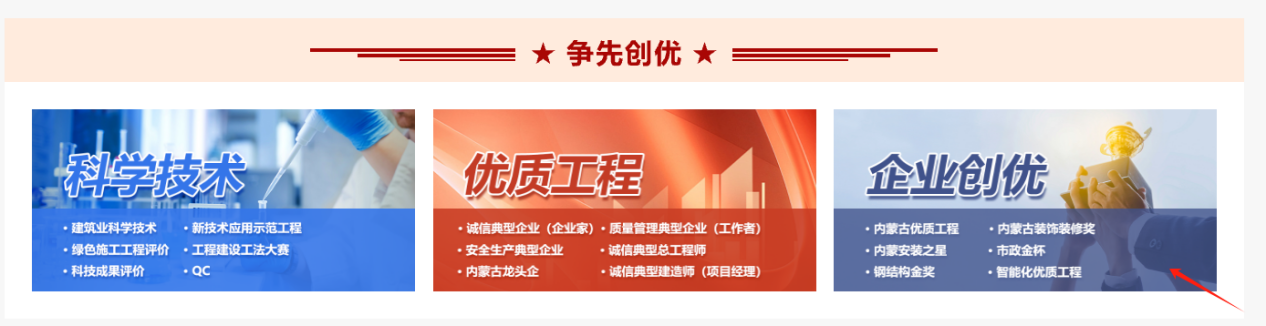 ★ 争先创优 ★
科学技术
· 建筑业科学技术 · 新技术应用示范工程
· 绿色施工工程评价 · 工程建设工法大赛
· 科技成果评价 · QC
优质工程
· 诚信典型企业（企业家） · 质量管理典型企业（工作者）
· 安全生产典型企业 · 诚信典型总工程师
· 内蒙古龙头企 · 诚信典型建造师（项目经理）
企业创优
· 内蒙古优质工程 · 内蒙古装饰装修奖
· 内蒙安装之星 · 市政金杯
· 钢结构金奖 · 智能化优质工程